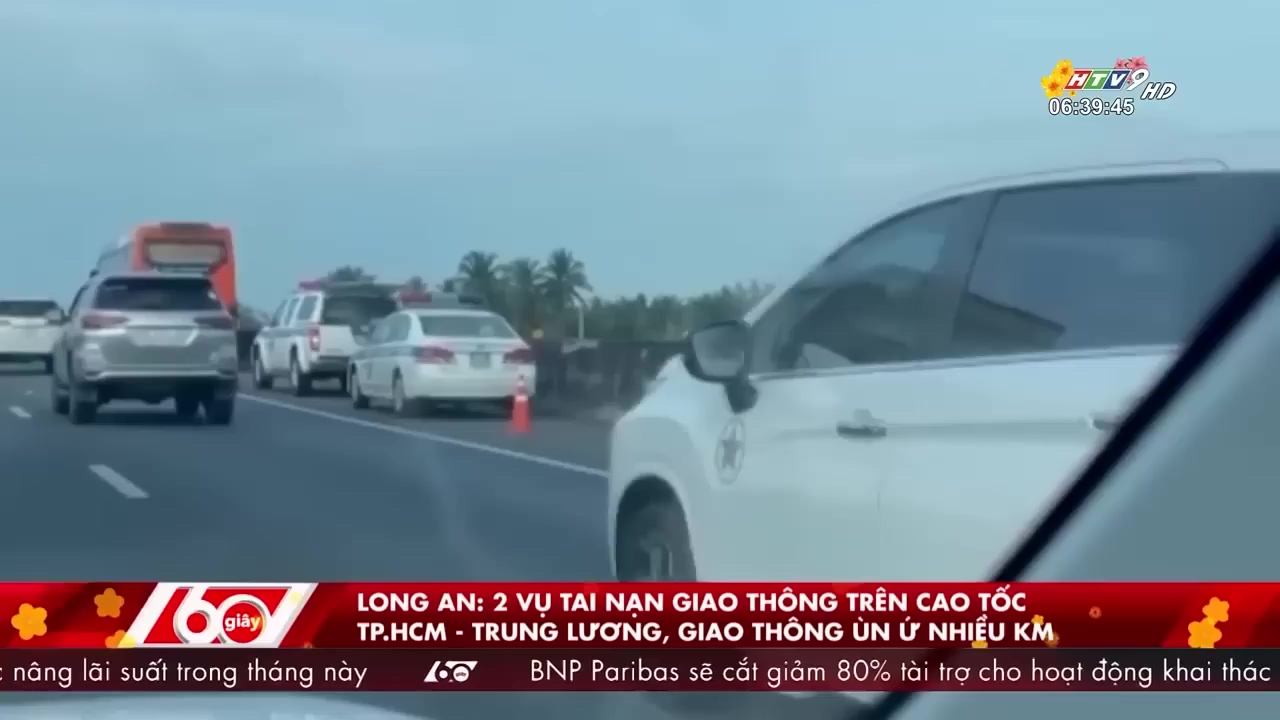 HTV9 HD
06:39:45
60 giây
LONG AN: 2 VỤ TAI NẠN GIAO THÔNG TRÊN CAO TỐC
TP.HCM - TRUNG LƯƠNG, GIAO THÔNG ÙN Ứ NHIỀU KM
nâng lãi suất trong tháng này 60 giây BNP Paribas sẽ cắt giảm 80% tài trợ cho hoạt động khai thác